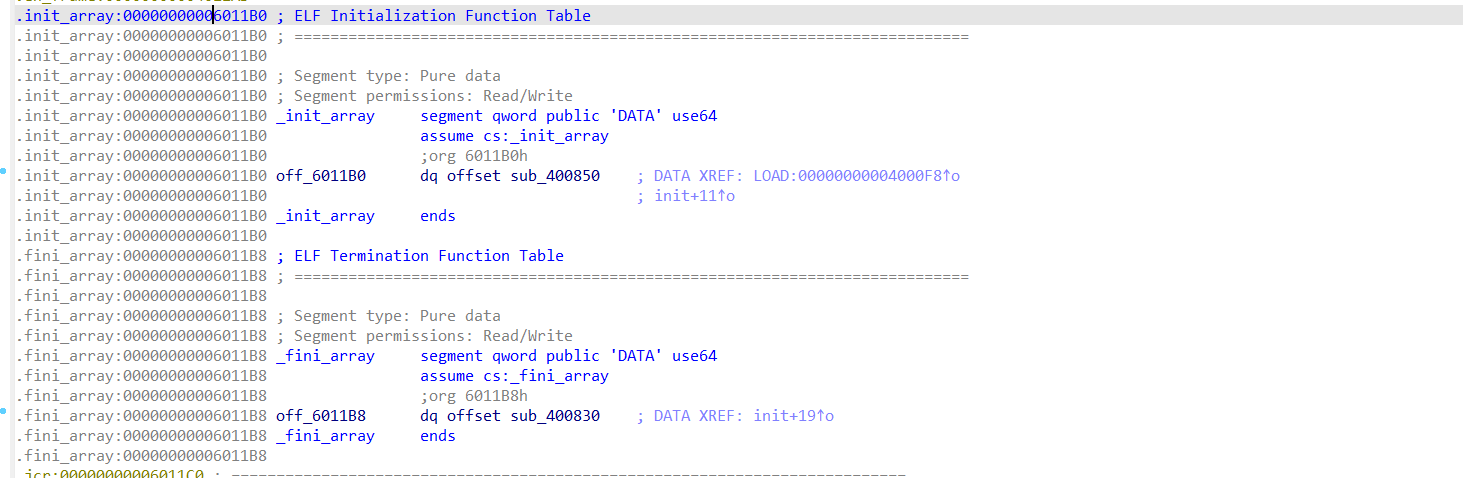 .init_array:00000000006011B0 ; ELF Initialization Function Table
.init_array:00000000006011B0 ; ===========================================================================
.init_array:00000000006011B0
.init_array:00000000006011B0 ; Segment type: Pure data
.init_array:00000000006011B0 ; Segment permissions: Read/Write
.init_array:00000000006011B0 _init_array     segment qword public 'DATA' use64
.init_array:00000000006011B0                 assume cs:_init_array
.init_array:00000000006011B0                 ;org 6011B0h
.init_array:00000000006011B0 off_6011B0      dq offset sub_400850    ; DATA XREF: LOAD:00000000004000F8↑o
.init_array:00000000006011B0                                         ; init+11↑o
.init_array:00000000006011B0 _init_array     ends
.init_array:00000000006011B0
.fini_array:00000000006011B8 ; ELF Termination Function Table
.fini_array:00000000006011B8 ; ===========================================================================
.fini_array:00000000006011B8
.fini_array:00000000006011B8 ; Segment type: Pure data
.fini_array:00000000006011B8 ; Segment permissions: Read/Write
.fini_array:00000000006011B8 _fini_array     segment qword public 'DATA' use64
.fini_array:00000000006011B8                 assume cs:_fini_array
.fini_array:00000000006011B8                 ;org 6011B8h
.fini_array:00000000006011B8 off_6011B8      dq offset sub_400830    ; DATA XREF: init+19↑o
.fini_array:00000000006011B8 _fini_array     ends
.fini_array:00000000006011B8
.jcr:00000000006011C0 ; ===========================================================================